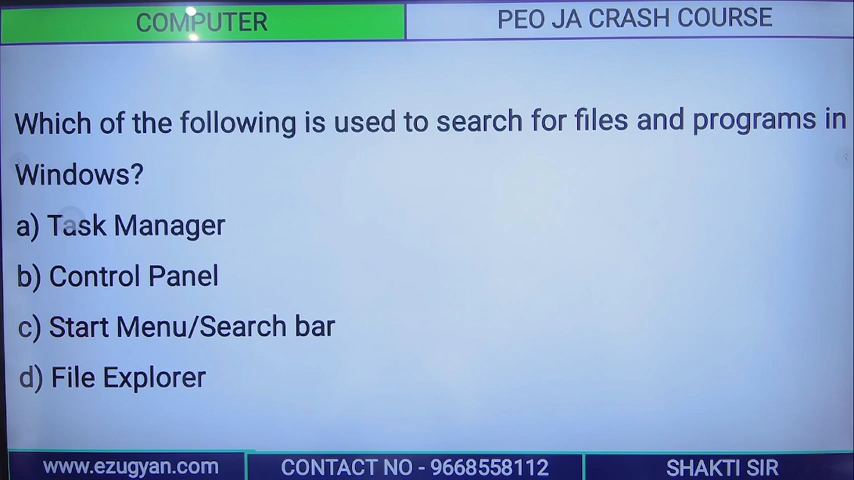 COMPUTER
PEO JA CRASH COURSE
Which of the following is used to search for files and programs in
Windows?
a) Task Manager
b) Control Panel
c) Start Menu/Search bar
d) File Explorer
www.ezugyan.com
CONTACT NO - 9668558112
SHAKTI SIR